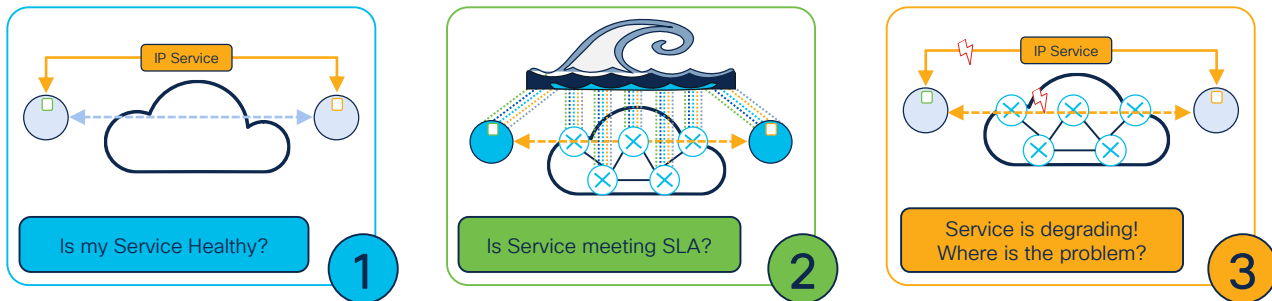 IP Service
Is my Service Healthy?
1
Is Service meeting SLA?
2
IP Service
Service is degrading!
Where is the problem?
3